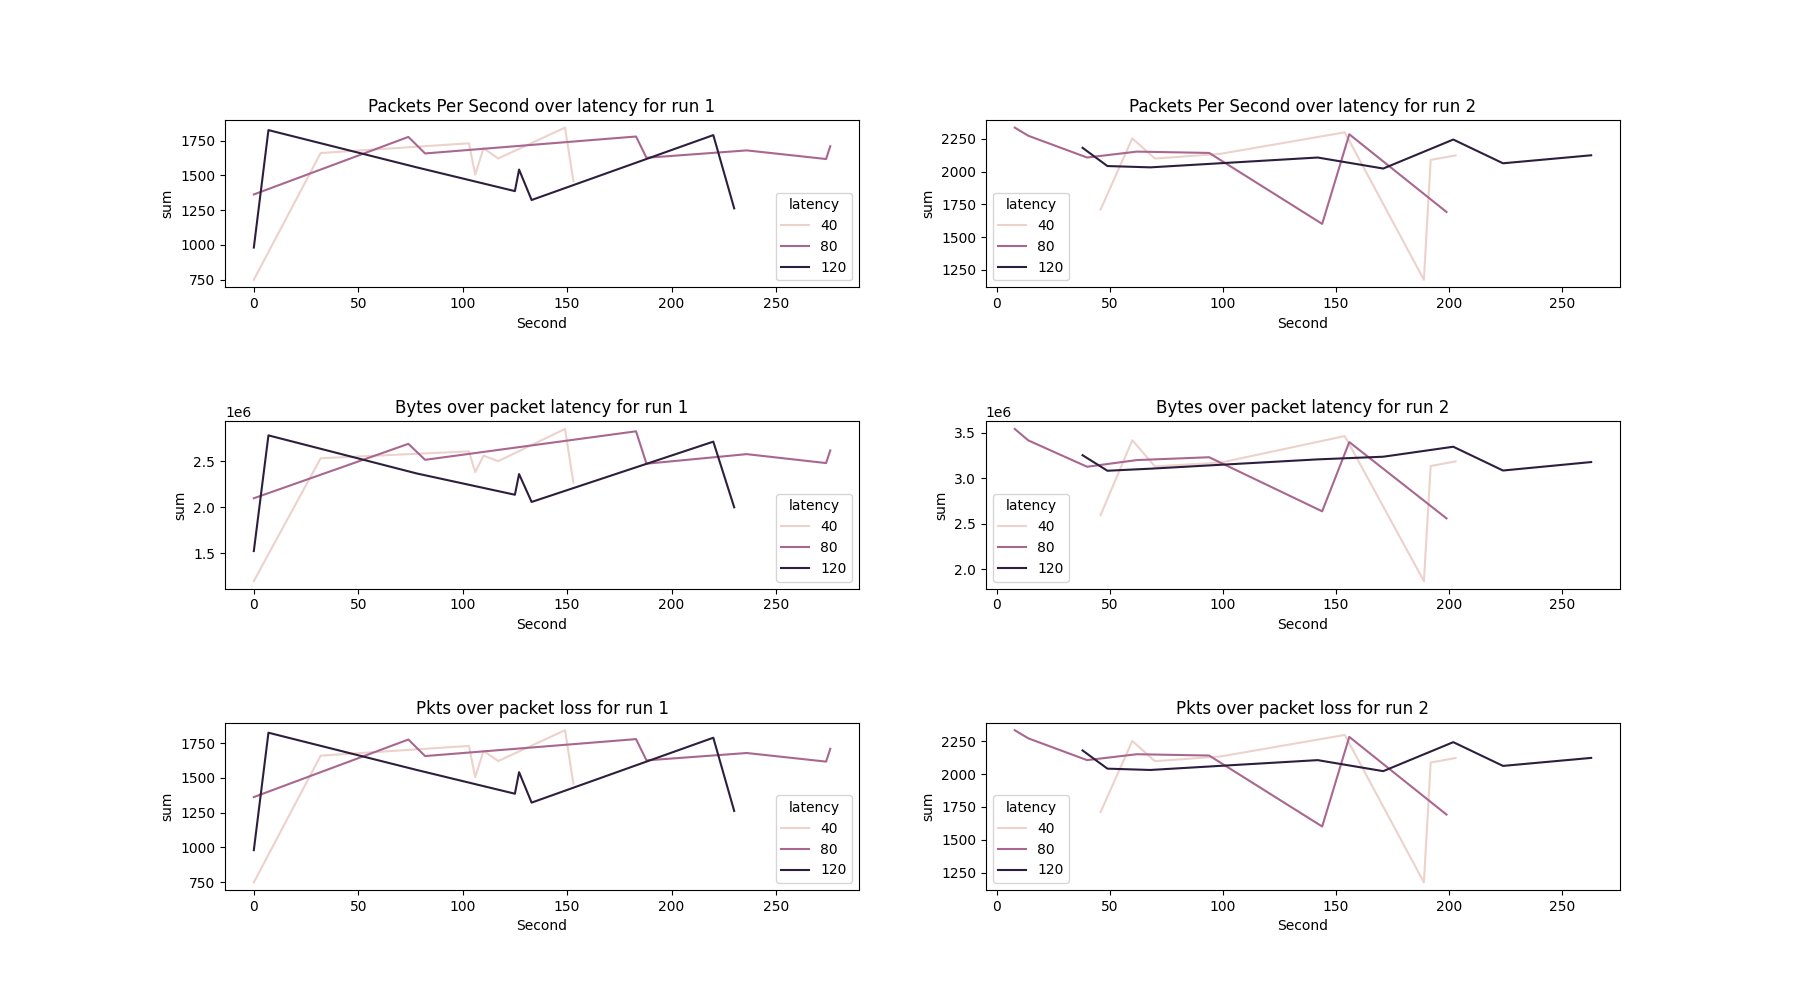 Packets Per Second over latency for run 1
sum
1750
1500
1250
1000
750
0 50 100 150 200 250
Second
latency
40
80
120
Packets Per Second over latency for run 2
sum
2250
2000
1750
1500
1250
0 50 100 150 200 250
Second
latency
40
80
120
Bytes over packet latency for run 1
1e6
sum
2.5
2.0
1.5
0 50 100 150 200 250
Second
latency
40
80
120
Bytes over packet latency for run 2
1e6
sum
3.5
3.0
2.5
2.0
0 50 100 150 200 250
Second
latency
40
80
120
Pkts over packet loss for run 1
sum
1750
1500
1250
1000
750
0 50 100 150 200 250
Second
latency
40
80
120
Pkts over packet loss for run 2
sum
2250
2000
1750
1500
1250
0 50 100 150 200 250
Second
latency
40
80
120